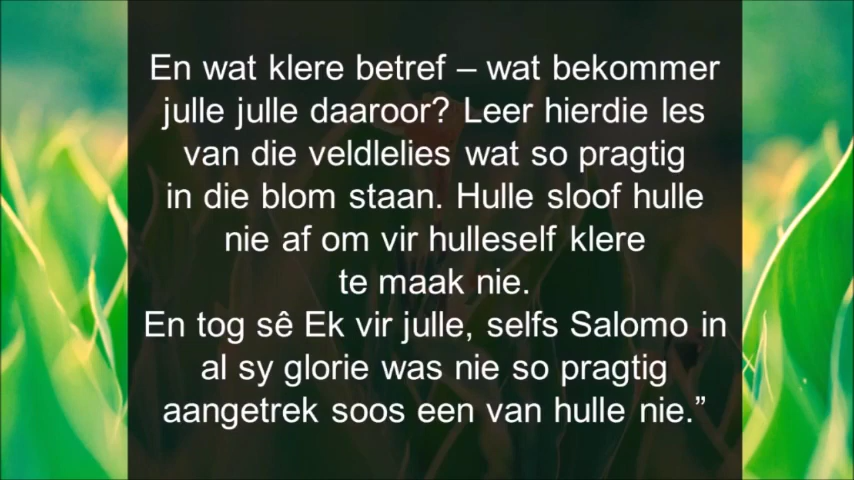 En wat klere betref – wat bekommer
julle julle daaroor? Leer hierdie les
van die veldlelies wat so pragtig
in die blom staan. Hulle sloof hulle
nie af om vir hulleself klere
te maak nie.
En tog sê Ek vir julle, selfs Salomo in
al sy glorie was nie so pragtig
aangetrek soos een van hulle nie.”